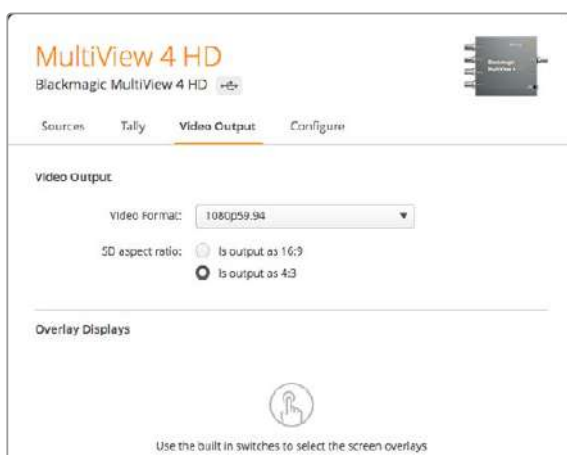 MultiView 4 HD
Blackmagic MultiView 4 HD
Sources Tally Video Output Configure
Video Output
Video Format: 1080p59.94
SD aspect ratio: Is output as 16:9
Is output as 4:3
Overlay Displays
Use the built in switches to select the screen overlays